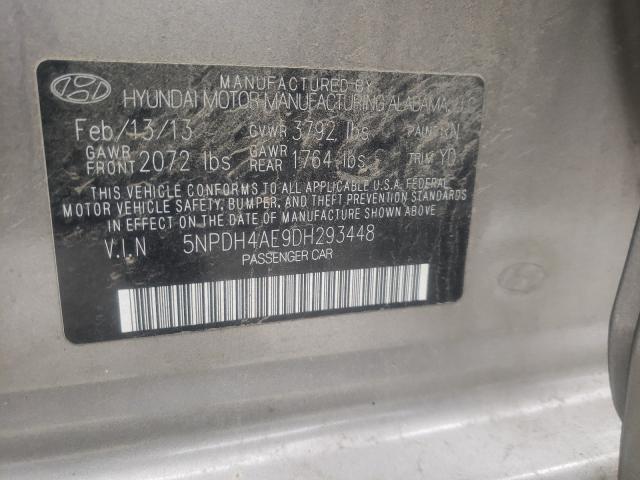 MANUFACTURED BY
HYUNDAI MOTOR MANUFACTURING ALABAMA, LLC
Feb/13/13 GVWR 3792 lbs PAINT:
GAWR FRONT 2072 lbs GAWR REAR 1764 lbs TRIM: YD
THIS VEHICLE CONFORMS TO ALL APPLICABLE U.S.A. FEDERAL
MOTOR VEHICLE SAFETY, BUMPER, AND THEFT PREVENTION STANDARDS
IN EFFECT ON THE DATE OF MANUFACTURE SHOWN ABOVE.
V.I.N 5NPDH4AE9DH293448
PASSENGER CAR